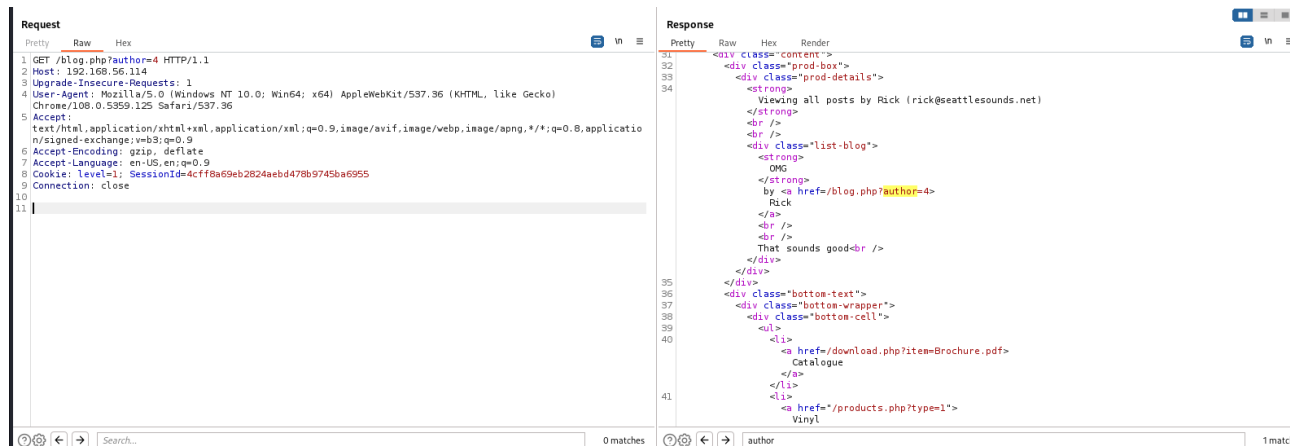 Request
Pretty Raw Hex
\n
1 GET /blog.php?author=4 HTTP/1.1
2 Host: 192.168.56.114
3 Upgrade-Insecure-Requests: 1
4 User-Agent: Mozilla/5.0 (Windows NT 10.0; Win64; x64) AppleWebKit/537.36 (KHTML, like Gecko)
Chrome/108.0.5359.125 Safari/537.36
5 Accept:
text/html,application/xhtml+xml,application/xml;q=0.9,image/avif,image/webp,image/apng,*/*;q=0.8,applicatio
n/signed-exchange;v=b3;q=0.9
6 Accept-Encoding: gzip, deflate
7 Accept-Language: en-US,en;q=0.9
8 Cookie: level=1; SessionId=4cff8a69eb2824aebd478b9745ba6955
9 Connection: close
10
11
Search...
0 matches
Response
Pretty Raw Hex Render
\n
31 <div class="content">
32 <div class="prod-box">
33 <div class="prod-details">
34 <strong>
Viewing all posts by Rick (rick@seattlesounds.net)
</strong>
<br />
<br />
<div class="list-blog">
<strong>
OMG
</strong>
by <a href=/blog.php?author=4>
Rick
</a>
<br />
<br />
That sounds good<br />
</div>
</div>
35 </div>
36 <div class="bottom-text">
37 <div class="bottom-wrapper">
38 <div class="bottom-cell">
39 <ul>
40 <li>
<a href=/download.php?item=Brochure.pdf>
Catalogue
</a>
</li>
41 <li>
<a href="/products.php?type=1">
Vinyl
author
1 matc